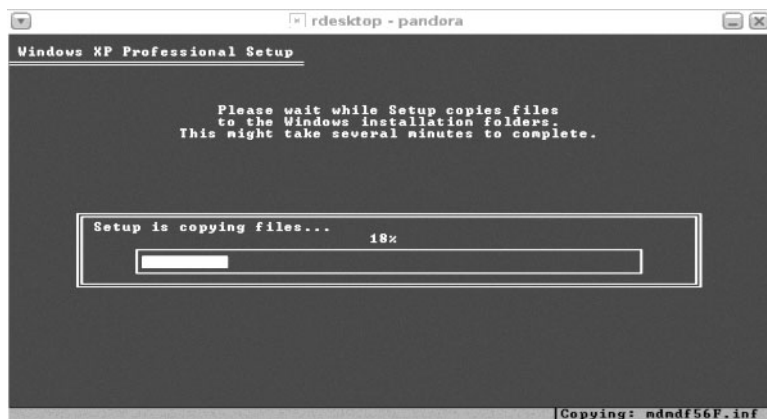 rdesktop - pandora
Windows XP Professional Setup
Please wait while Setup copies files
to the Windows installation folders.
This might take several minutes to complete.
Setup is copying files...
18%
Copying: mdmdf56f.inf